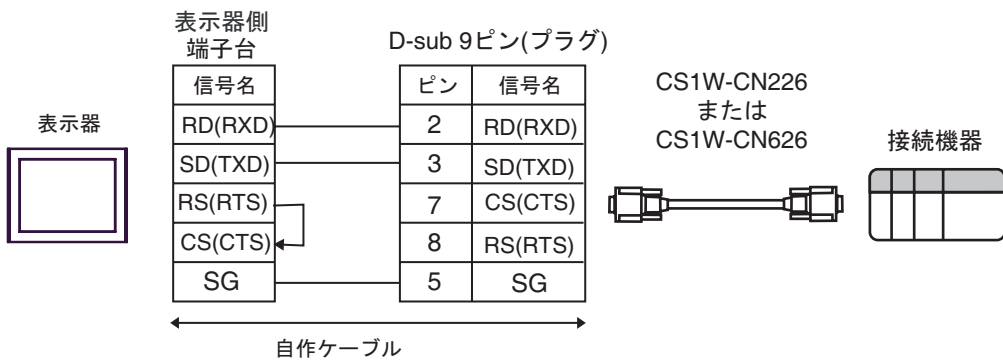 表示器側
端子台
D-sub 9ピン(プラグ)
信号名
ピン 信号名
CS1W-CN226
または
CS1W-CN626
表示器
接続機器
RD(RXD) 2 RD(RXD)
SD(TXD) 3 SD(TXD)
RS(RTS) 7 CS(CTS)
CS(CTS) 8 RS(RTS)
SG 5 SG
自作ケーブル